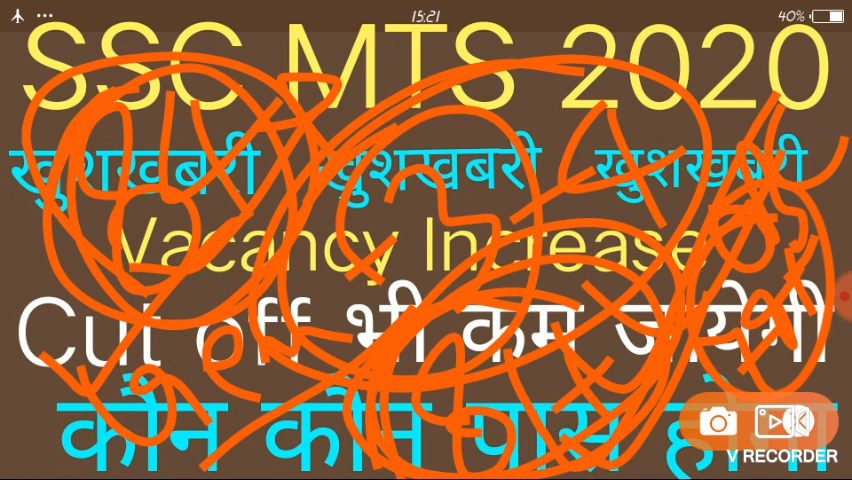 15:21 40%
SSC MTS 2020
खुशखबरी खुशखबरी खुशखबरी
Vacancy Increase
Cut off भी कम जायेगी
कौन कौन पास होगा
V RECORDER